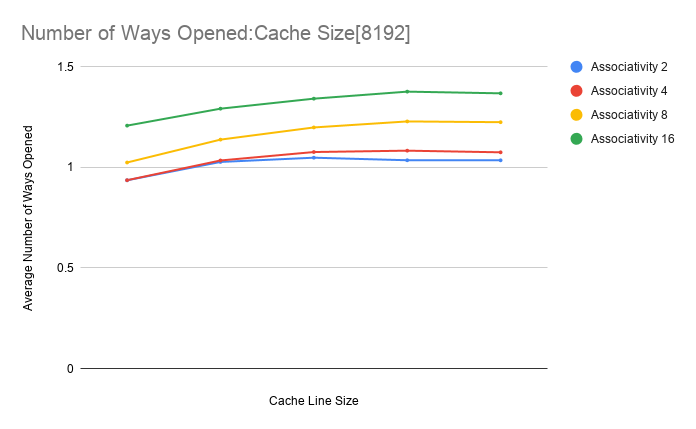 Number of Ways Opened:Cache Size[8192]
1.5
1
0.5
0
Average Number of Ways Opened
Cache Line Size
Associativity 2
Associativity 4
Associativity 8
Associativity 16